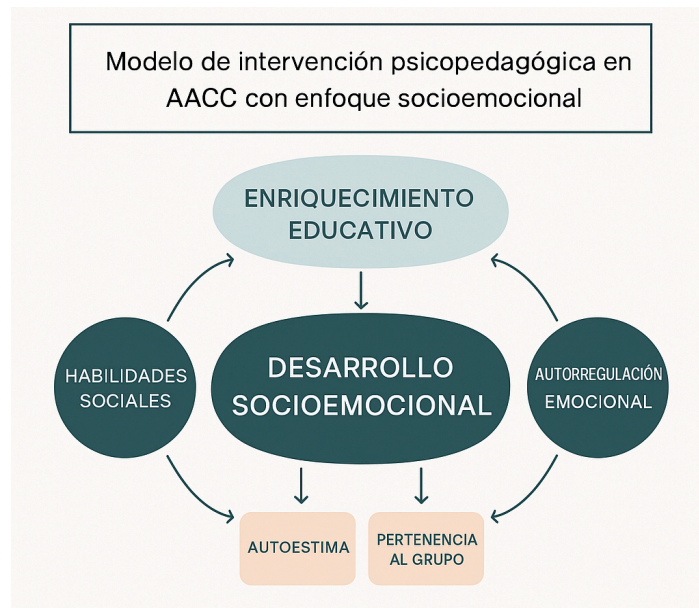 Modelo de intervención psicopedagógica en
AACC con enfoque socioemocional
ENRIQUECIMIENTO
EDUCATIVO
HABILIDADES
SOCIALES
DESARROLLO
SOCIOEMOCIONAL
AUTORREGULACIÓN
EMOCIONAL
AUTOESTIMA
PERTENENCIA
AL GRUPO